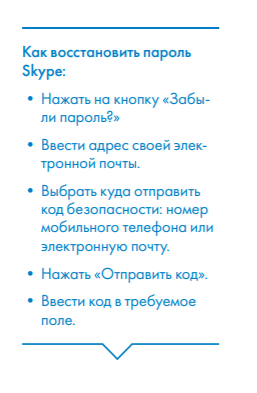 Как восстановить пароль
Skype:
• Нажать на кнопку «Забы-
ли пароль?»
• Ввести адрес своей элек-
тронной почты.
• Выбрать куда отправить
код безопасности: номер
мобильного телефона или
электронную почту.
• Нажать «Отправить код».
• Ввести код в требуемое
поле.